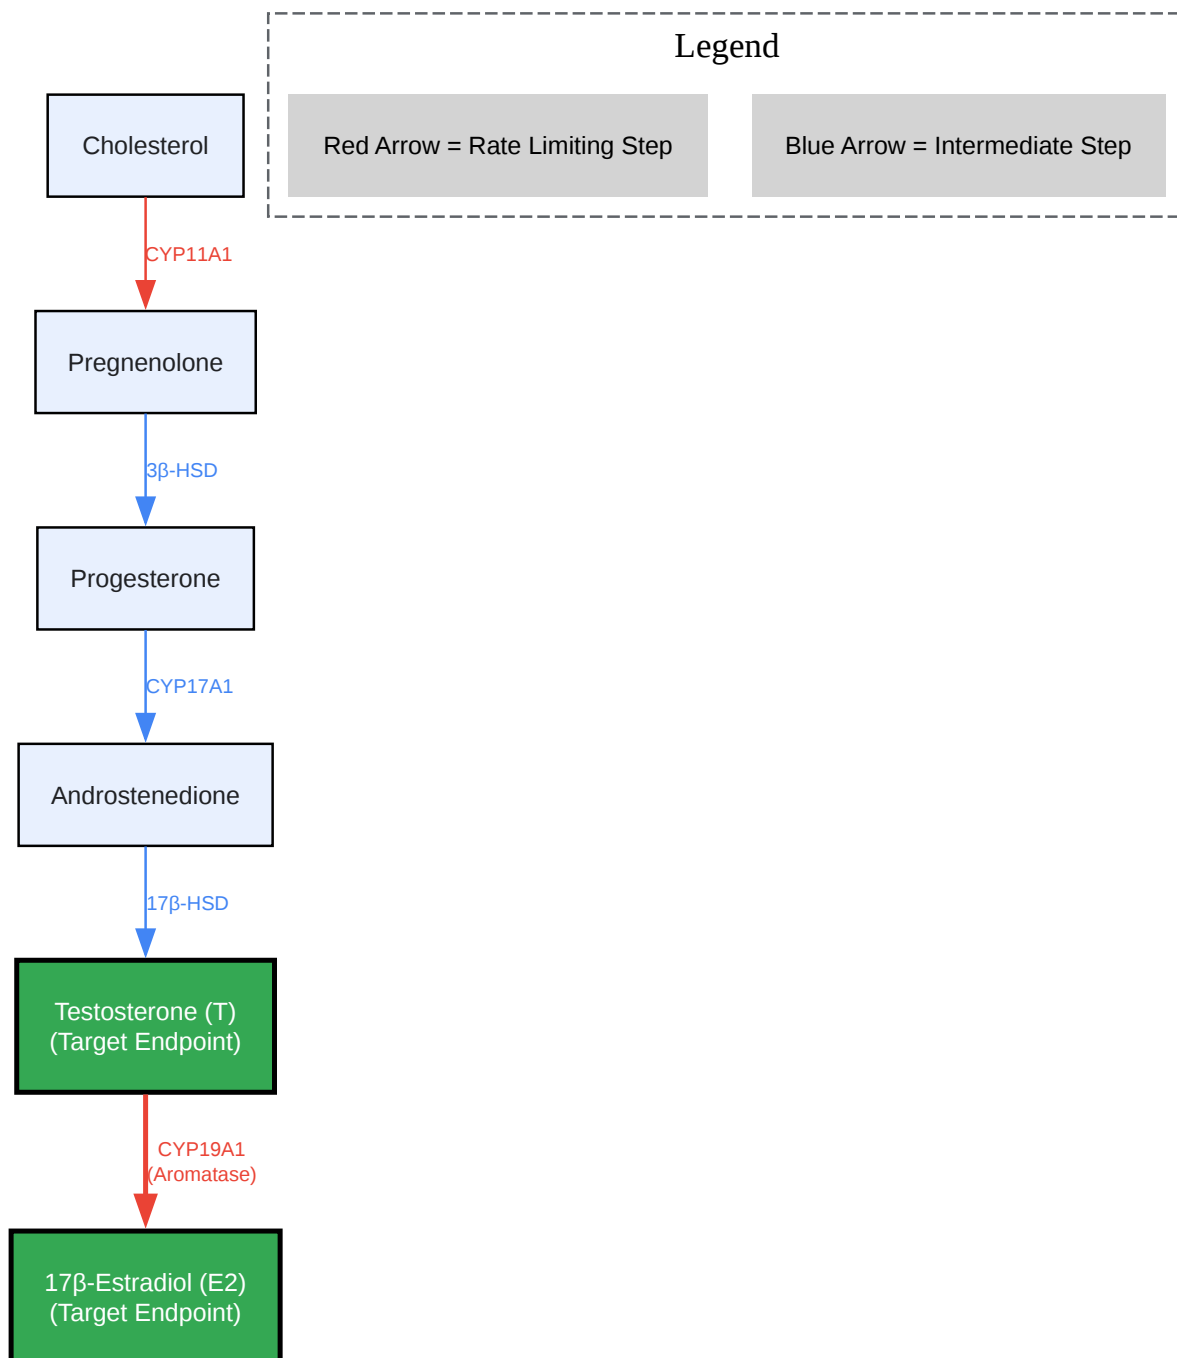 Legend
Red Arrow = Rate Limiting Step
Blue Arrow = Intermediate Step
Cholesterol
CYP11A1
Pregnenolone
3β-HSD
Progesterone
CYP17A1
Androstenedione
17β-HSD
Testosterone (T)
(Target Endpoint)
CYP19A1
(Aromatase)
17β-Estradiol (E2)
(Target Endpoint)